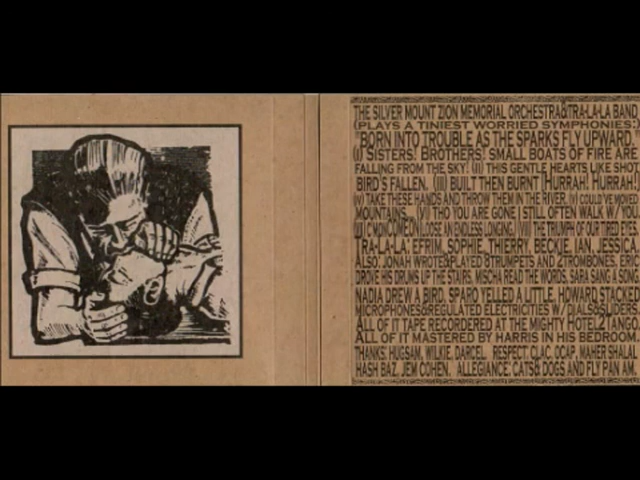 THE SILVER MOUNT ZION MEMORIAL ORCHESTRA&TRA-LA-LA BAND,
(PLAYS A TINIEST WORRIED SYMPHONIES)
"BORN INTO TROUBLE AS THE SPARKS FLY UPWARD.
(I) SISTERS! BROTHERS! SMALL BOATS OF FIRE ARE
FALLING FROM THE SKY! (II) THIS GENTLE HEARTS LIKE SHOT
BIRD'S FALLEN. (III) BUILT THEN BURNT [HURRAH! HURRAH!]
(IV) TAKE THESE HANDS AND THROW THEM IN THE RIVER. (V) COULD'VE MOVED
MOUNTAINS... (VI) THO YOU ARE GONE I STILL OFTEN WALK W/ YOU
C'MON COME ON [LOOSE AN ENDLESS LONGING.] (VIII) THE TRIUMPH OF OUR TIRED EYES.
TRA-LA-LA: EFRIM, SOPHIE, THIERRY, BECKIE, IAN, JESSICA
ALSO: JONAH WROTE&PLAYED 8TRUMPETS AND 2TROMBONES. ERIC
DROVE HIS DRUMS UP THE STAIRS. MISCHA READ THE WORDS. SARA SANG A SONG.
NADIA DREW A BIRD. SPARO YELLED A LITTLE. HOWARD STACKED
MICROPHONES&REGULATED ELECTRICITIES W/ DIALS&SLIDERS
ALL OF IT TAPE RECORDERED AT THE MIGHTY HOTEL2TANGO.
ALL OF IT MASTERED BY HARRIS IN HIS BEDROOM.
THANKS: HUGSAM, WILKIE, DARCEL, RESPECT CLAC, OCAP, MAHER SHALAL
HASH BAZ, JEM COHEN. ALLEGIANCE: CATS& DOGS AND FLY PAN AM.